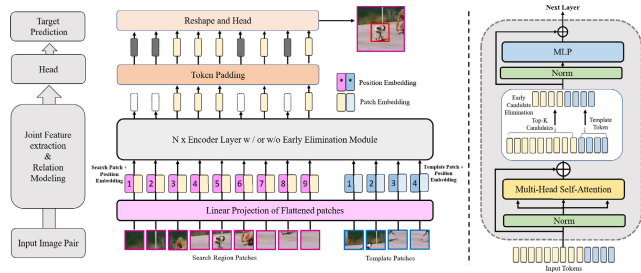 Target
Prediction
Head
Joint Feature
extraction
&
Relation
Modeling
Input Image Pair
Reshape and Head
Token Padding
* * Position Embedding
Patch Embedding
N x Encoder Layer w / or w/o Early Elimination Module
Search Patch +
Position
Embedding
1 2 3 4 5 6 7 8 9
Template Patch +
Position
Embedding
1 2 3 4
Linear Projection of Flattened patches
Search Region Patches
Template Patches
Next Layer
MLP
Norm
Early
Candidate
Elimination
Top-K
Candidates
Template
Token
Multi-Head Self-Attention
Norm
Input Tokens